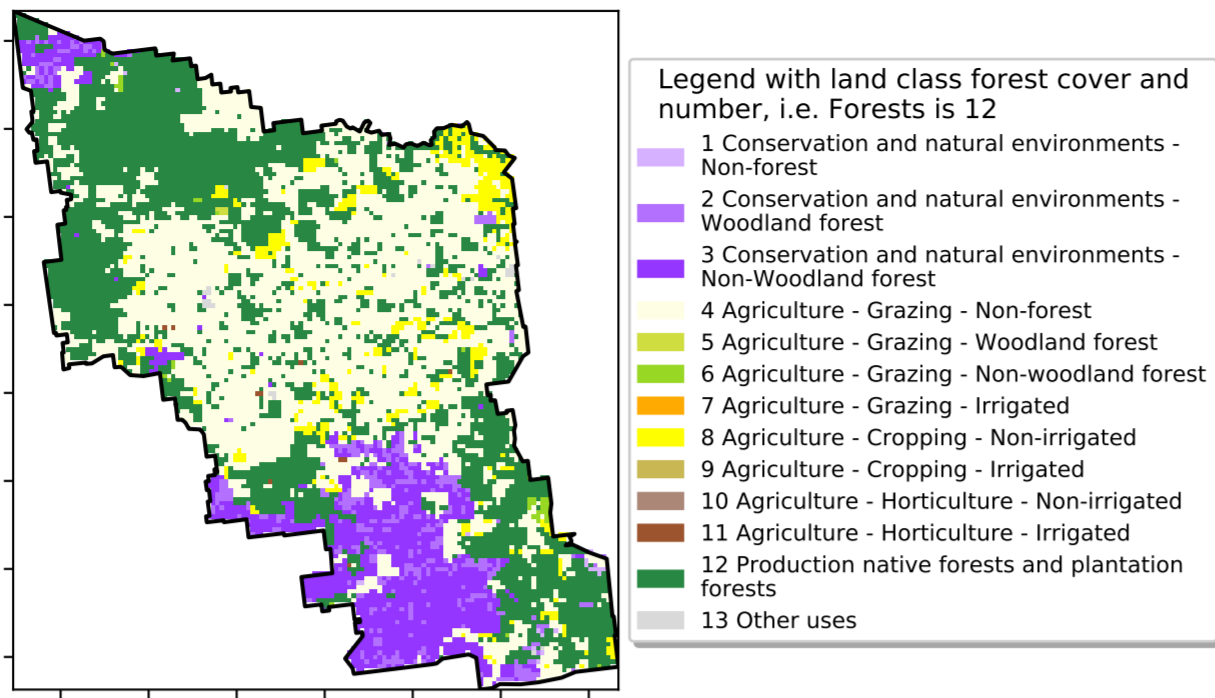 Legend with land class forest cover and
number, i.e. Forests is 12
1 Conservation and natural environments -
Non-forest
2 Conservation and natural environments -
Woodland forest
3 Conservation and natural environments -
Non-Woodland forest
4 Agriculture - Grazing - Non-forest
5 Agriculture - Grazing - Woodland forest
6 Agriculture - Grazing - Non-woodland forest
7 Agriculture - Grazing - Irrigated
8 Agriculture - Cropping - Non-irrigated
9 Agriculture - Cropping - Irrigated
10 Agriculture - Horticulture - Non-irrigated
11 Agriculture - Horticulture - Irrigated
12 Production native forests and plantation
forests
13 Other uses